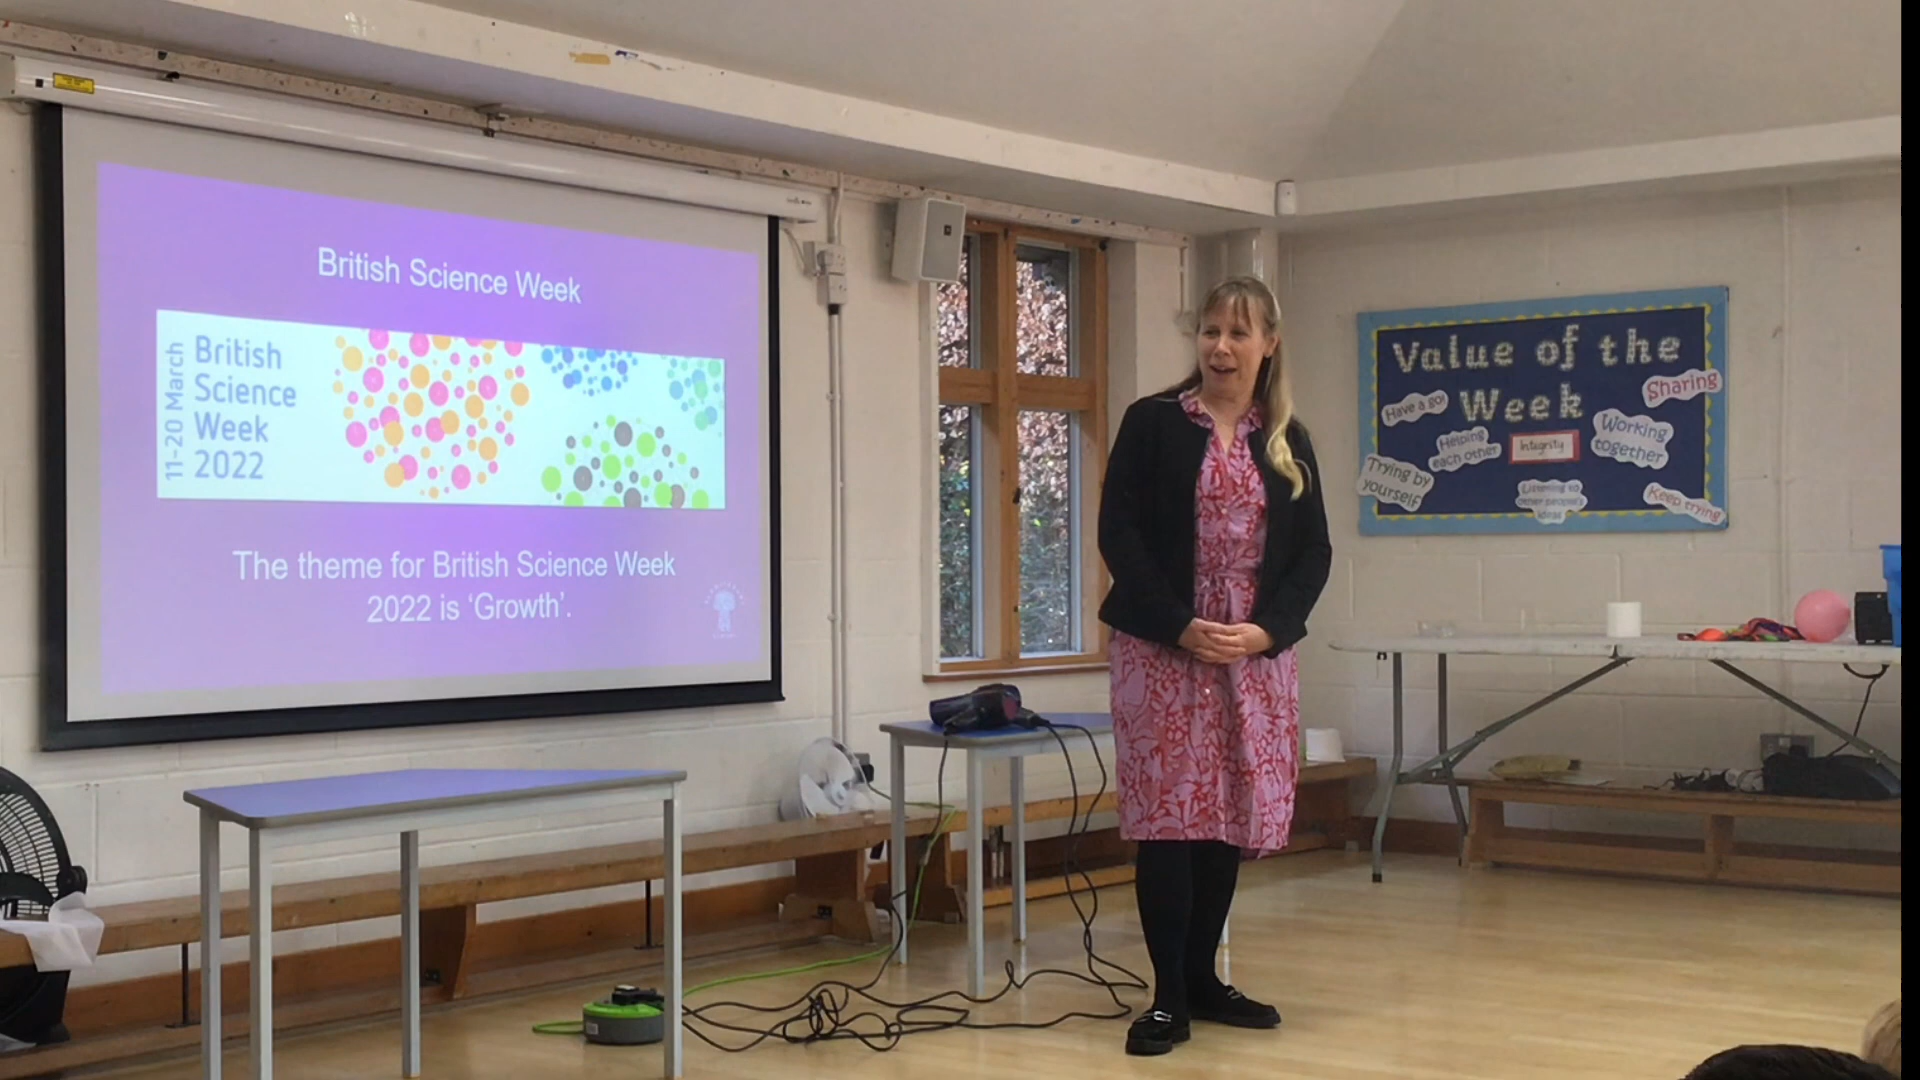 British Science Week
11-20 March
British
Science
Week
2022
The theme for British Science Week
2022 is ‘Growth’.
Value of the
Week
Sharing
Have a go!
Helping
each other
Integrity
Working
together
Trying by
yourself
Listening to
other people's
ideas
Keep trying